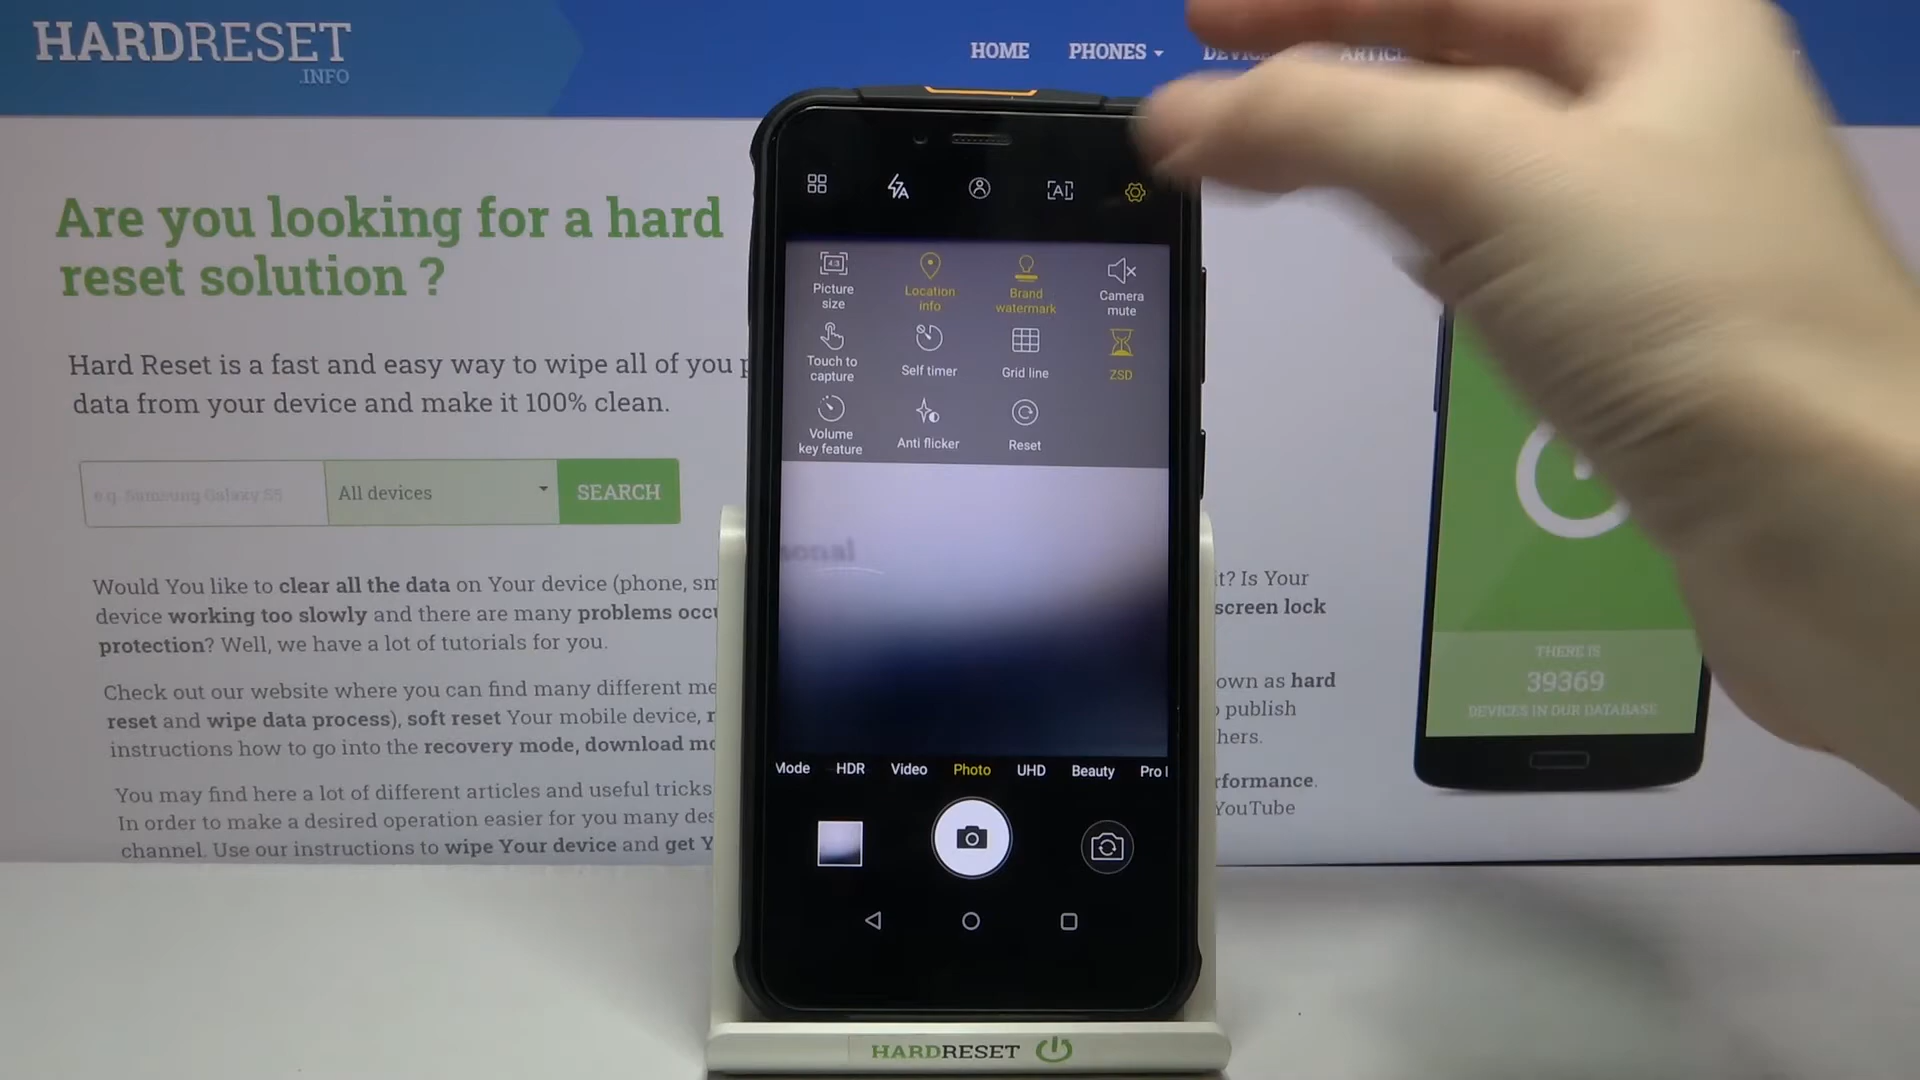 HARDRESET
.INFO
HOME PHONES
Are you looking for a hard
reset solution ?
Hard Reset is a fast and easy way to wipe all of you
data from your device and make it 100% clean.
e.g. Samsung Galaxy S5 All devices SEARCH
Would You like to clear all the data on Your device (phone,
device working too slowly and there are many problems
protection? Well, we have a lot of tutorials for you.
Check out our website where you can find many different
reset and wipe data process), soft reset Your mobile device,
instructions how to go into the recovery mode, download
You may find here a lot of different articles and useful tricks
In order to make a desired operation easier for you many
channel. Use our instructions to wipe Your device and get
it? Is Your
screen lock
own as hard
publish
YouTube
THERE IS
39369
DEVICES IN OUR DATABASE
AI
4:3
Picture
size
Location
info
Brand
watermark
Camera
mute
Touch to
capture
Self timer
Grid line
ZSD
Volume
key feature
Anti flicker
Reset
sonal
Mode HDR Video Photo UHD Beauty Pro
HARDRESET